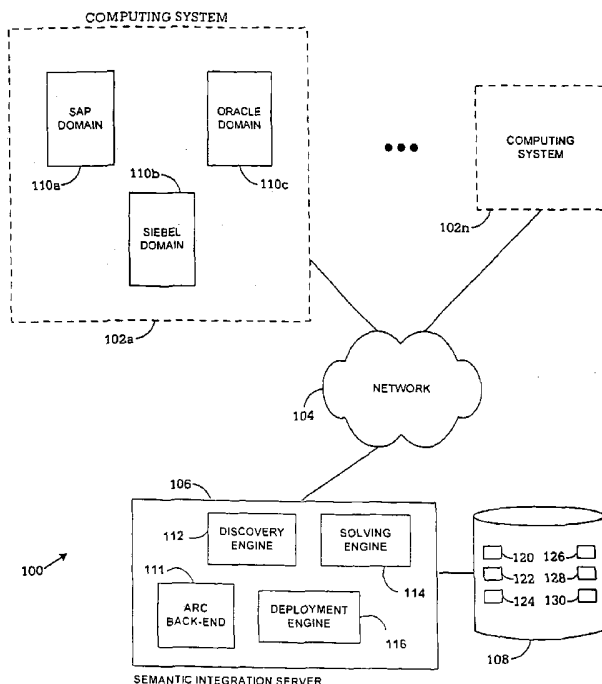 COMPUTING SYSTEM
SAP
DOMAIN
110a
ORACLE
DOMAIN
110c
110b
SIEBEL
DOMAIN
102a
•••
COMPUTING
SYSTEM
102n
104
NETWORK
106
112
DISCOVERY
ENGINE
SOLVING
ENGINE
114
100
111
ARC
BACK-END
DEPLOYMENT
ENGINE
116
120
126
122
128
124
130
108
SEMANTIC INTEGRATION SERVER